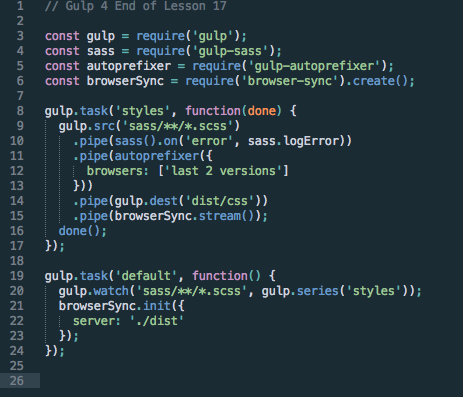 1 // Gulp 4 End of Lesson 17
2
3 const gulp = require('gulp');
4 const sass = require('gulp-sass');
5 const autoprefixer = require('gulp-autoprefixer');
6 const browserSync = require('browser-sync').create();
7
8 gulp.task('styles', function(done) {
9   gulp.src('sass/**/*.scss')
10     .pipe(sass().on('error', sass.logError))
11     .pipe(autoprefixer({
12       browsers: ['last 2 versions']
13     }))
14     .pipe(gulp.dest('dist/css'))
15     .pipe(browserSync.stream());
16   done();
17 });
18
19 gulp.task('default', function() {
20   gulp.watch('sass/**/*.scss', gulp.series('styles'));
21   browserSync.init({
22     server: './dist'
23   });
24 });
25
26